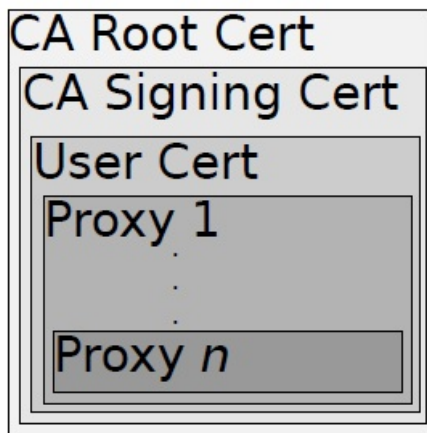 CA Root Cert
CA Signing Cert
User Cert
Proxy 1
.
.
.
Proxy n